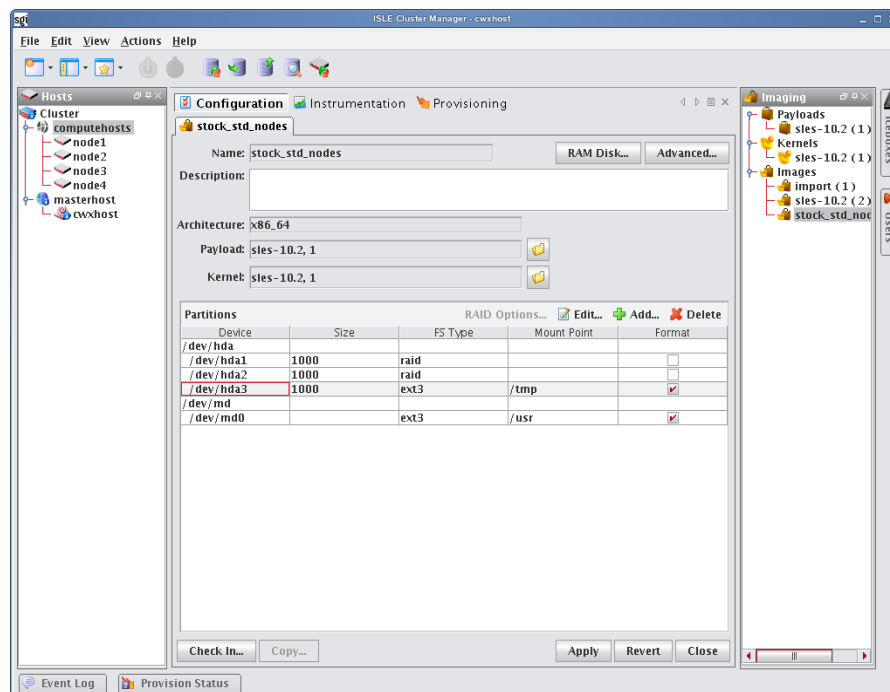 sgi ISLE Cluster Manager - cwxhost
File Edit View Actions Help
Hosts
Cluster
computehosts
node1
node2
node3
node4
masterhost
cwxhost
Configuration Instrumentation Provisioning
stock_std_nodes
Name: stock_std_nodes RAM Disk... Advanced...
Description:
Architecture: x86_64
Payload: sles-10.2, 1
Kernel: sles-10.2, 1
Partitions RAID Options... Edit... Add... Delete
Device Size FS Type Mount Point Format
/dev/hda
/dev/hda1 1000 raid
/dev/hda2 1000 raid
/dev/hda3 1000 ext3 /tmp
/dev/md
/dev/md0 ext3 /usr
Check In... Copy... Apply Revert Close
Imaging
Payloads
sles-10.2 (1)
Kernels
sles-10.2 (1)
Images
import (1)
sles-10.2 (2)
stock_std_nod
Iceboxes
Users
Event Log Provision Status